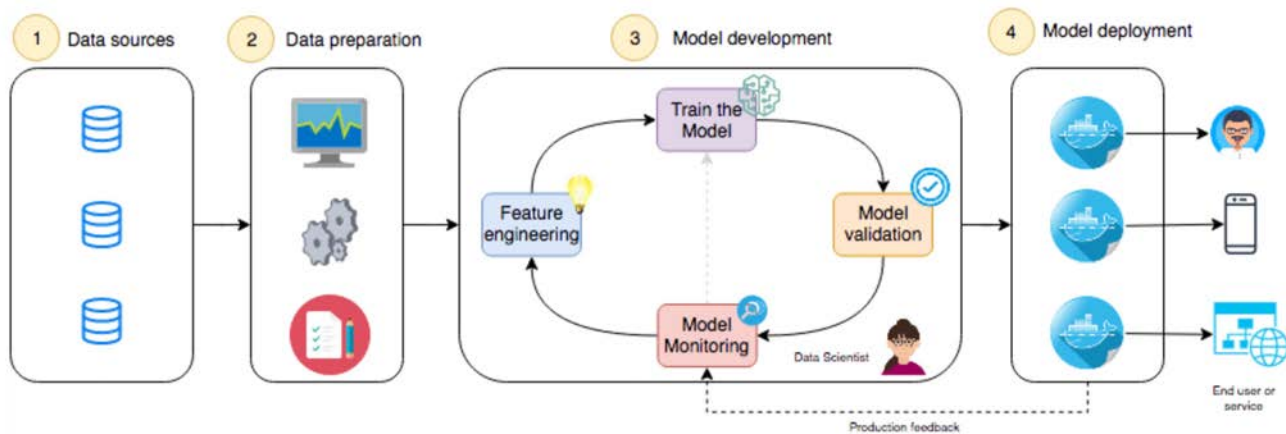 1 Data sources
2 Data preparation
3 Model development
4 Model deployment
Train the
Model
Feature
engineering
Model
validation
Model
Monitoring
Data Scientist
End user or
service
Production feedback